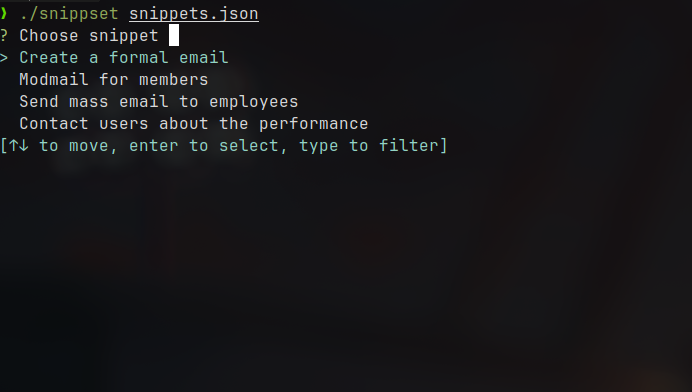 ❯ ./snippset snippets.json
? Choose snippet
> Create a formal email
Modmail for members
Send mass email to employees
Contact users about the performance
[↑↓ to move, enter to select, type to filter]